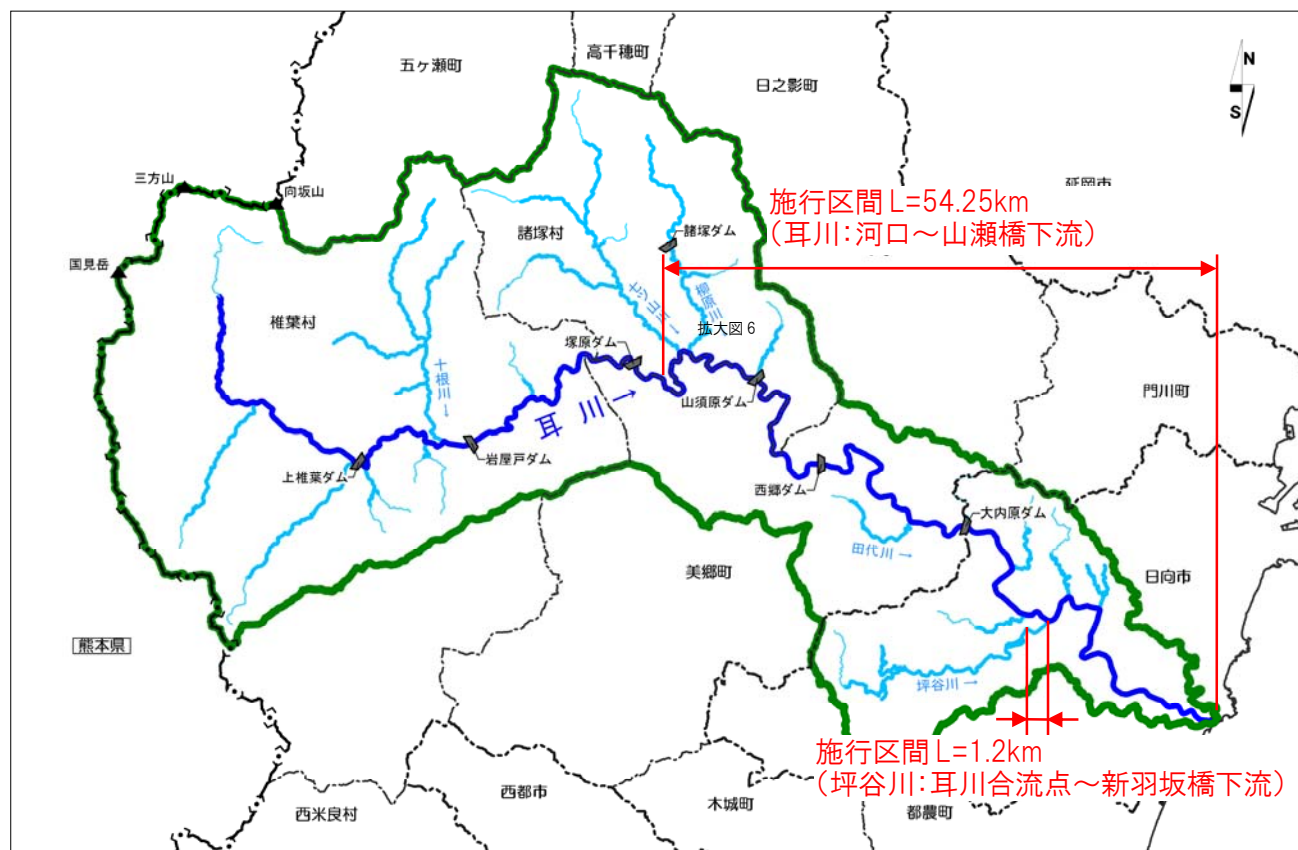 高千穂町
五ヶ瀬町
日之影町
N
S
三方山
向坂山
延岡市
施行区間 L=54.25km
(耳川:河口~山瀬橋下流)
諸塚村
諸塚ダム
国見岳
椎葉村
柳原川
七ツ山川→
拡大図 6
塚原ダム
十根川→
耳川→
山須原ダム
門川町
岩屋戸ダム
上椎葉ダム
西郷ダム
大内原ダム
田代川→
美郷町
日向市
熊本県
坪谷川→
施行区間 L=1.2km
(坪谷川:耳川合流点~新羽坂橋下流)
西都市
木城町
都農町
西米良村